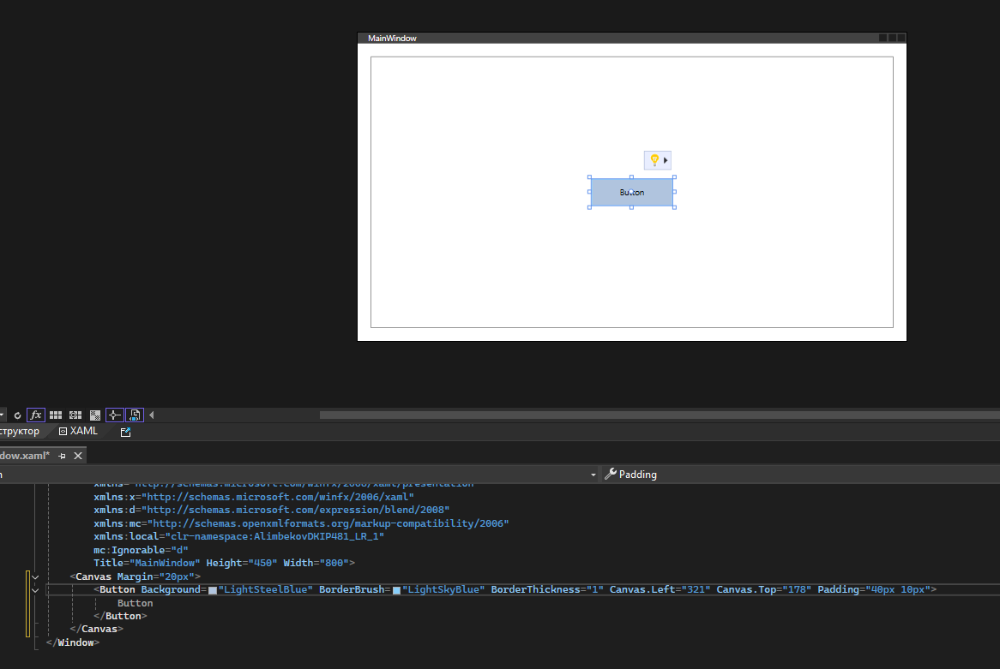 MainWindow
Button
fx
структор
XAML
dow.xaml*
n
Padding
xmlns="http://schemas.microsoft.com/winfx/2006/xaml/presentation"
xmlns:x="http://schemas.microsoft.com/winfx/2006/xaml"
xmlns:d="http://schemas.microsoft.com/expression/blend/2008"
xmlns:mc="http://schemas.openxmlformats.org/markup-compatibility/2006"
xmlns:local="clr-namespace:AlimbekovDKIP481_LR_1"
mc:Ignorable="d"
Title="MainWindow" Height="450" Width="800">
<Canvas Margin="20px">
<Button Background="LightSteelBlue" BorderBrush="LightSkyBlue" BorderThickness="1" Canvas.Left="321" Canvas.Top="178" Padding="40px 10px">
Button
</Button>
</Canvas>
</Window>